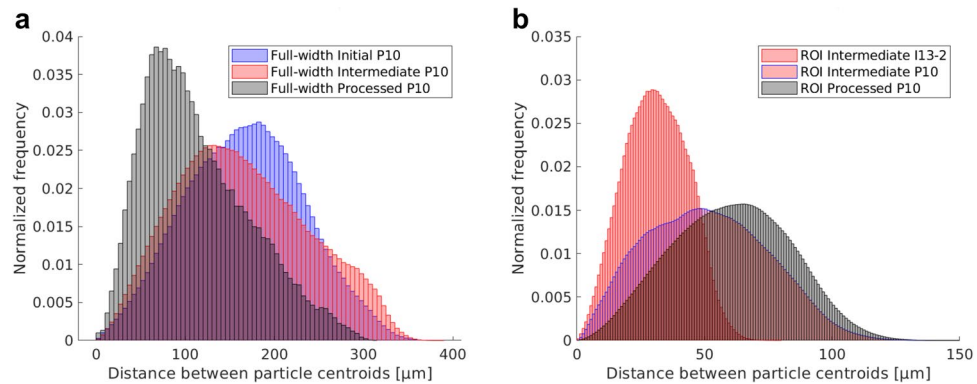 a
Normalized frequency
0.04
0.035
0.03
0.025
0.02
0.015
0.01
0.005
0
Full-width Initial P10
Full-width Intermediate P10
Full-width Processed P10
0 100 200 300 400
Distance between particle centroids [µm]
b
Normalized frequency
0.035
0.03
0.025
0.02
0.015
0.01
0.005
0
ROI Intermediate I13-2
ROI Intermediate P10
ROI Processed P10
0 50 100 150
Distance between particle centroids [µm]